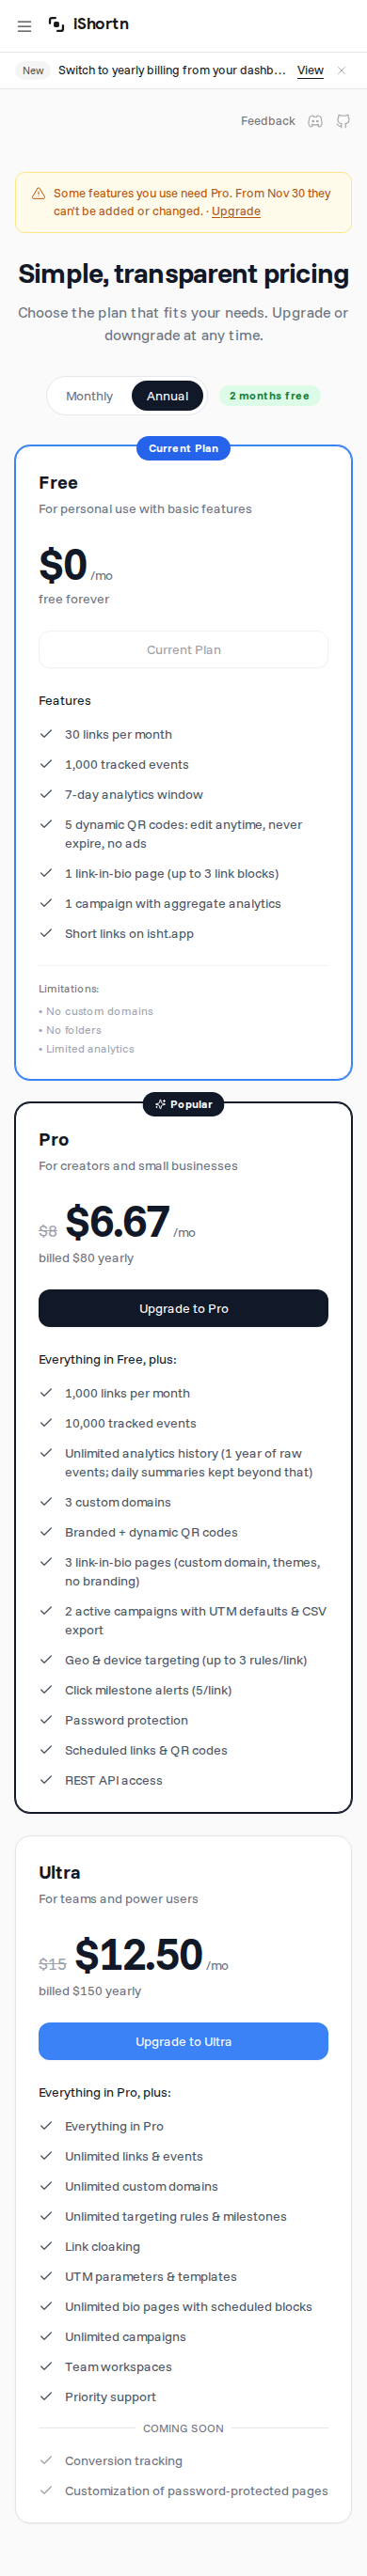 iShortn
New Switch to yearly billing from your dashb... View
Feedback
Some features you use need Pro. From Nov 30 they
can't be added or changed. · Upgrade
Simple, transparent pricing
Choose the plan that fits your needs. Upgrade or
downgrade at any time.
Monthly Annual 2 months free
Current Plan
Free
For personal use with basic features
$0 /mo
free forever
Current Plan
Features
30 links per month
1,000 tracked events
7-day analytics window
5 dynamic QR codes: edit anytime, never
expire, no ads
1 link-in-bio page (up to 3 link blocks)
1 campaign with aggregate analytics
Short links on isht.app
Limitations:
• No custom domains
• No folders
• Limited analytics
Popular
Pro
For creators and small businesses
$8 $6.67 /mo
billed $80 yearly
Upgrade to Pro
Everything in Free, plus:
1,000 links per month
10,000 tracked events
Unlimited analytics history (1 year of raw
events; daily summaries kept beyond that)
3 custom domains
Branded + dynamic QR codes
3 link-in-bio pages (custom domain, themes,
no branding)
2 active campaigns with UTM defaults & CSV
export
Geo & device targeting (up to 3 rules/link)
Click milestone alerts (5/link)
Password protection
Scheduled links & QR codes
REST API access
Ultra
For teams and power users
$15 $12.50 /mo
billed $150 yearly
Upgrade to Ultra
Everything in Pro, plus:
Everything in Pro
Unlimited links & events
Unlimited custom domains
Unlimited targeting rules & milestones
Link cloaking
UTM parameters & templates
Unlimited bio pages with scheduled blocks
Unlimited campaigns
Team workspaces
Priority support
COMING SOON
Conversion tracking
Customization of password-protected pages